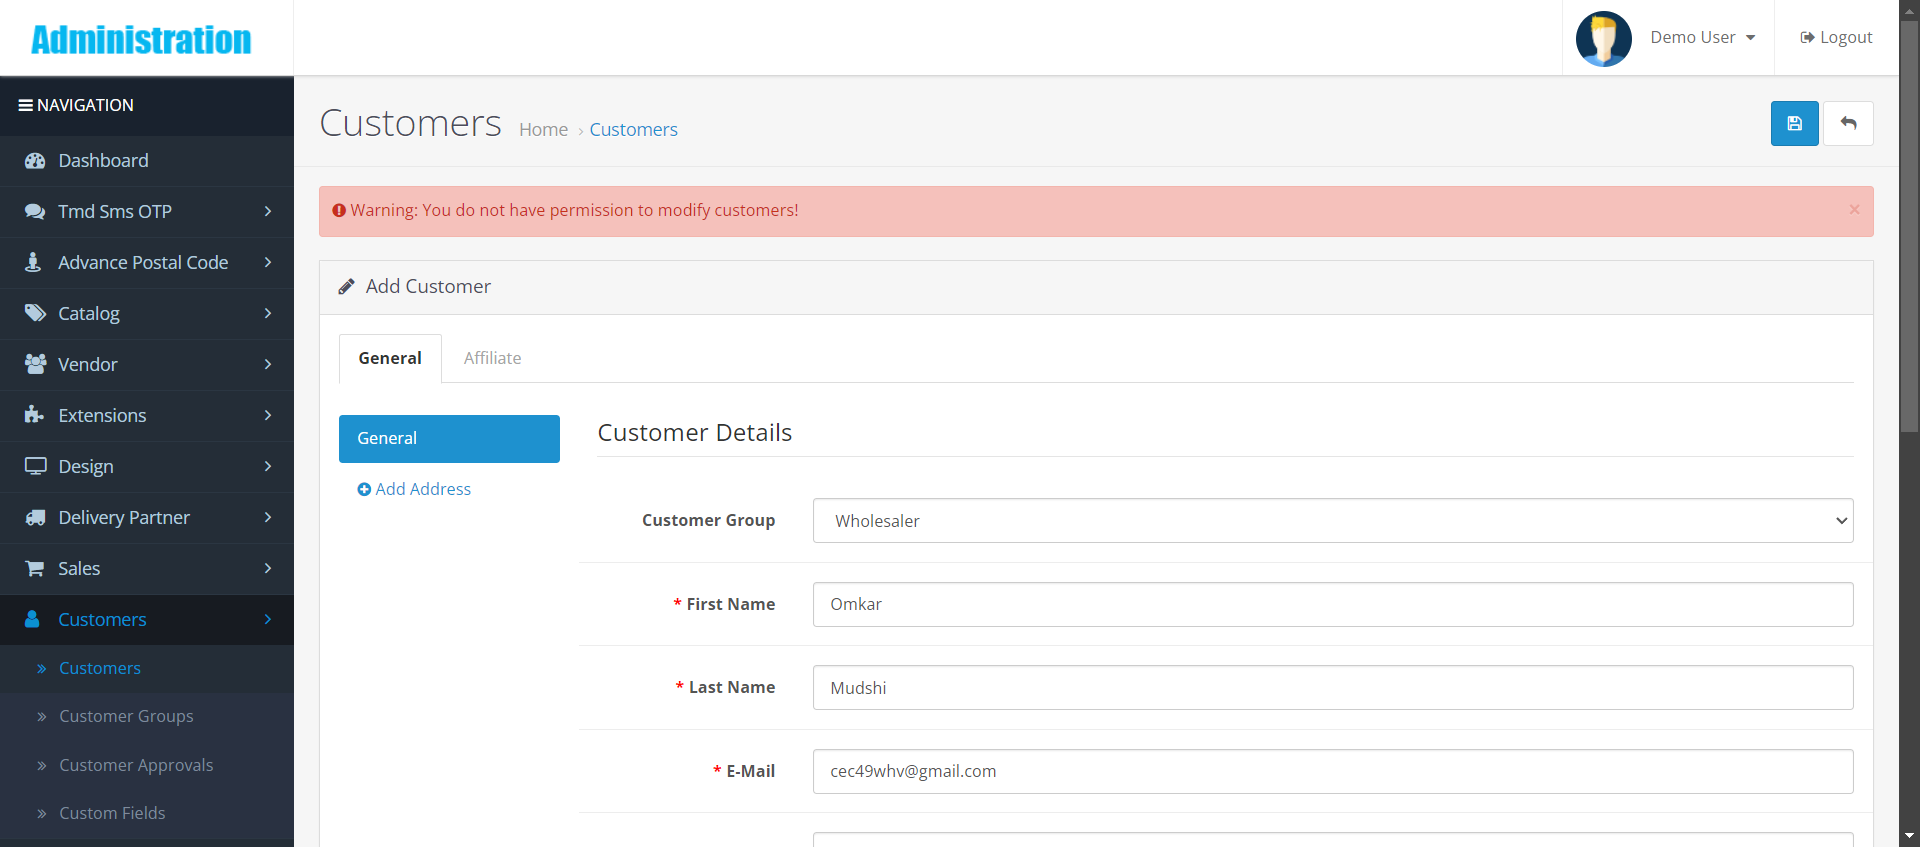 Administration
Demo User
Logout
NAVIGATION
Customers Home › Customers
Dashboard
Tmd Sms OTP
Advance Postal Code
Catalog
Vendor
Extensions
Design
Delivery Partner
Sales
Customers
Customers
Customer Groups
Customer Approvals
Custom Fields
Warning: You do not have permission to modify customers! ×
Add Customer
General Affiliate
General
Add Address
Customer Details
Customer Group Wholesaler
* First Name Omkar
* Last Name Mudshi
* E-Mail cec49whv@gmail.com